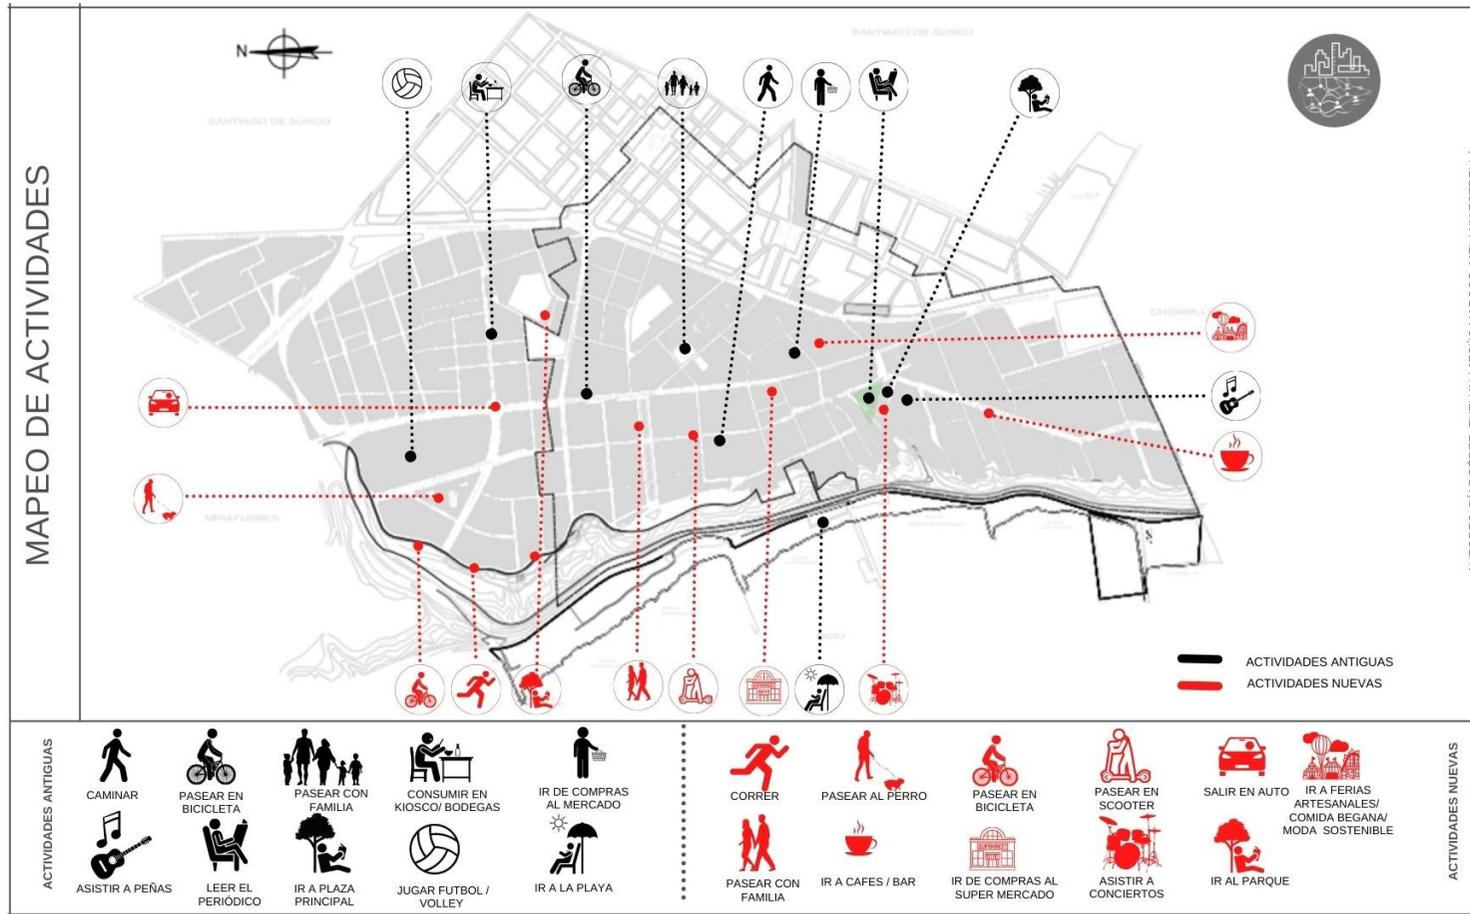 MAPEO DE ACTIVIDADES
N
SANTIAGO DE SURCO
SANTIAGO DE SURCO
MIRAFLORES
ACTIVIDADES ANTIGUAS
ACTIVIDADES NUEVAS
ACTIVIDADES ANTIGUAS
CAMINAR
PASEAR EN
BICICLETA
PASEAR CON
FAMILIA
CONSUMIR EN
KIOSCO/ BODEGAS
IR DE COMPRAS
AL MERCADO
ASISTIR A PEÑAS
LEER EL
PERIÓDICO
IR A PLAZA
PRINCIPAL
JUGAR FUTBOL /
VOLLEY
IR A LA PLAYA
CORRER
PASEAR AL PERRO
PASEAR EN
BICICLETA
PASEAR EN
SCOOTER
SALIR EN AUTO
IR A FERIAS
ARTESANALES/
COMIDA BEGANA/
MODA SOSTENIBLE
PASEAR CON
FAMILIA
IR A CAFES / BAR
IR DE COMPRAS AL
SUPER MERCADO
ASISTIR A
CONCIERTOS
IR AL PARQUE
ACTIVIDADES NUEVAS